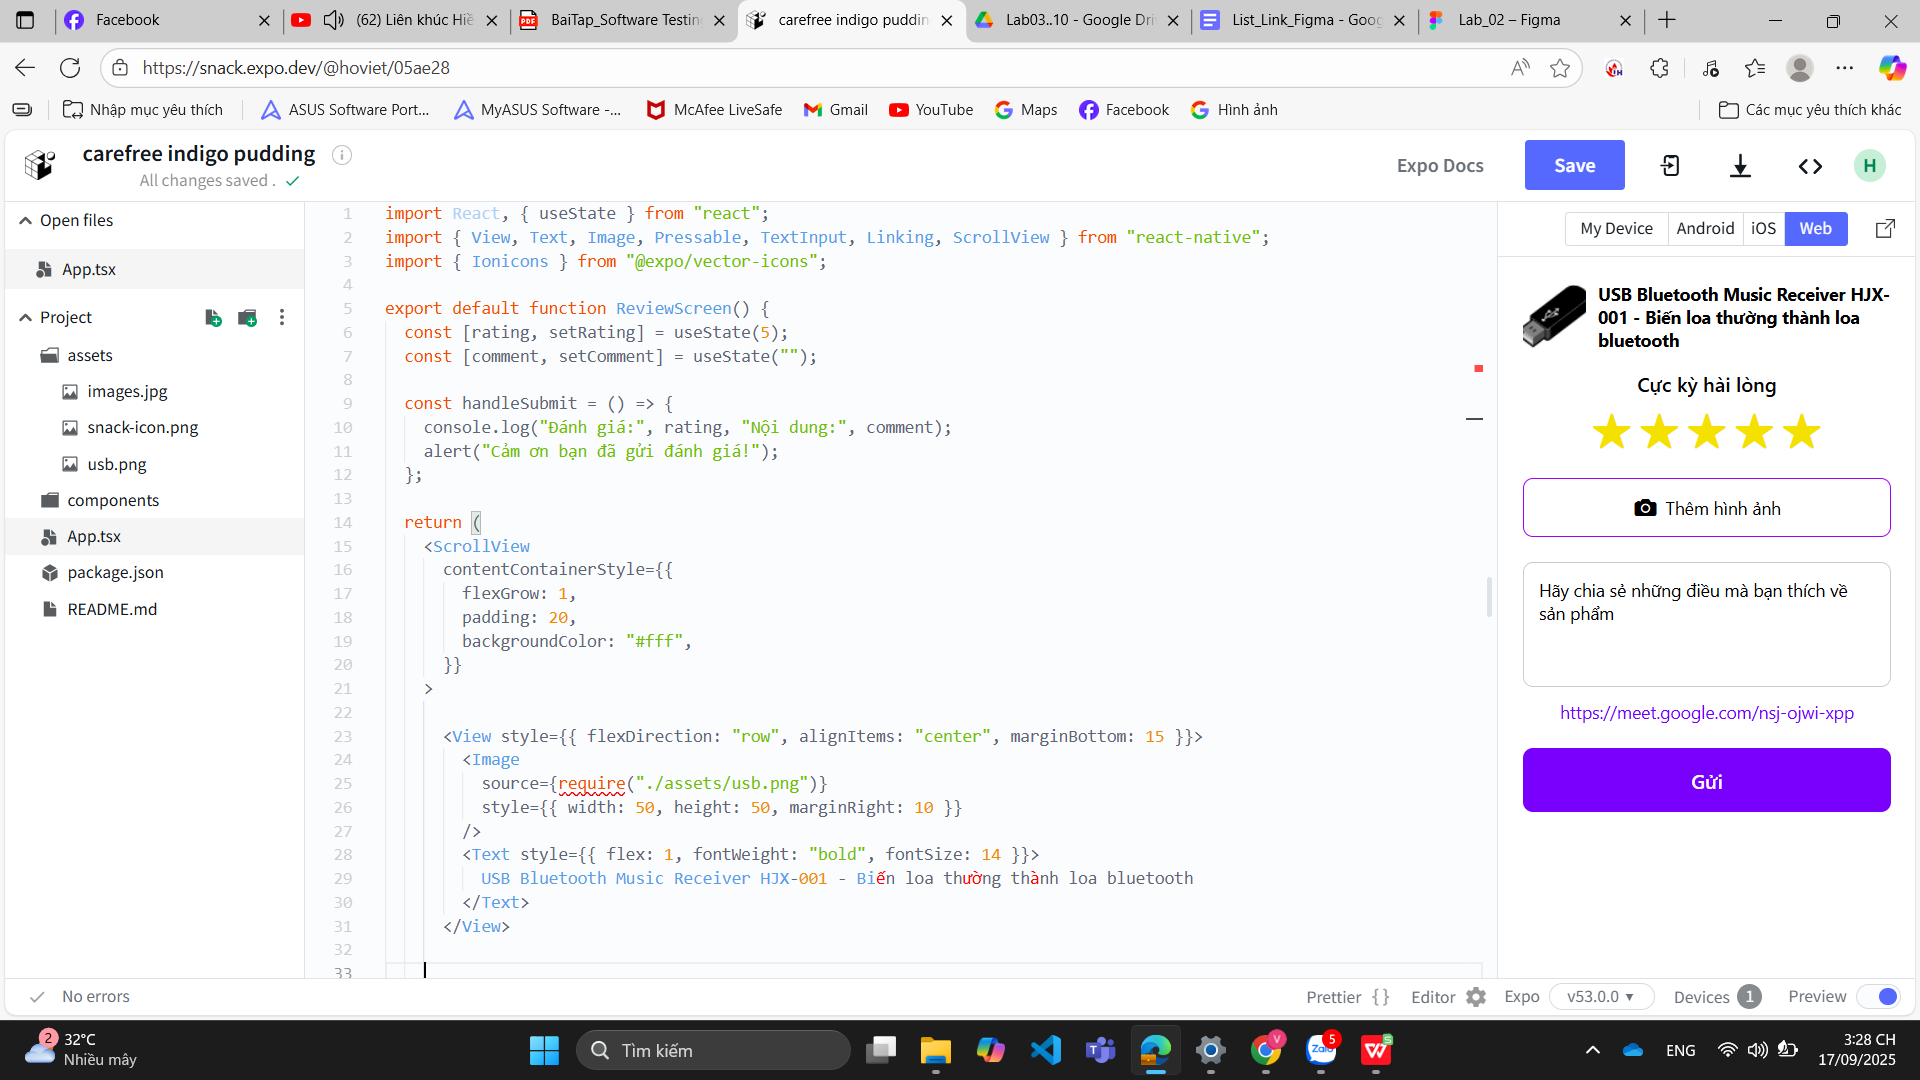 Facebook
(62) Liên khúc Hiề
BaiTap_Software Testing
carefree indigo puddin
Lab03..10 - Google Dri
List_Link_Figma - Goog
Lab_02 – Figma
https://snack.expo.dev/@hoviet/05ae28
Nhập mục yêu thích
ASUS Software Port...
MyASUS Software -...
McAfee LiveSafe
Gmail
YouTube
Maps
Facebook
Hình ảnh
Các mục yêu thích khác
carefree indigo pudding
All changes saved .
Expo Docs
Save
H
Open files
App.tsx
Project
assets
images.jpg
snack-icon.png
usb.png
components
App.tsx
package.json
README.md
1 import React, { useState } from "react";
2 import { View, Text, Image, Pressable, TextInput, Linking, ScrollView } from "react-native";
3 import { Ionicons } from "@expo/vector-icons";
4
5 export default function ReviewScreen() {
6 const [rating, setRating] = useState(5);
7 const [comment, setComment] = useState("");
8
9 const handleSubmit = () => {
10 console.log("Đánh giá:", rating, "Nội dung:", comment);
11 alert("Cảm ơn bạn đã gửi đánh giá!");
12 };
13
14 return (
15 <ScrollView
16 contentContainerStyle={{
17 flexGrow: 1,
18 padding: 20,
19 backgroundColor: "#fff",
20 }}
21 >
22
23 <View style={{ flexDirection: "row", alignItems: "center", marginBottom: 15 }}>
24 <Image
25 source={require("./assets/usb.png")}
26 style={{ width: 50, height: 50, marginRight: 10 }}
27 />
28 <Text style={{ flex: 1, fontWeight: "bold", fontSize: 14 }}>
29 USB Bluetooth Music Receiver HJX-001 - Biến loa thường thành loa bluetooth
30 </Text>
31 </View>
32
33
My Device
Android
iOS
Web
USB Bluetooth Music Receiver HJX-
001 - Biến loa thường thành loa
bluetooth
Cực kỳ hài lòng
Thêm hình ảnh
Hãy chia sẻ những điều mà bạn thích về
sản phẩm
https://meet.google.com/nsj-ojwi-xpp
Gửi
No errors
Prettier { }
Editor
Expo
v53.0.0
Devices 1
Preview
2
32°C
Nhiều mây
Tìm kiếm
V
Zalo
5
W
S
ENG
3:28 CH
17/09/2025